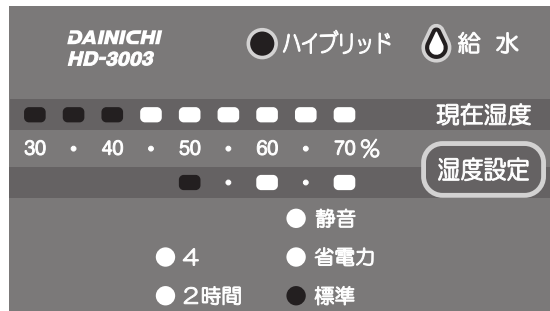 DAINICHI
HD-3003
ハイブリッド
給水
現在湿度
30 ・ 40 ・ 50 ・ 60 ・ 70%
湿度設定
静音
4 省電力
2時間 標準